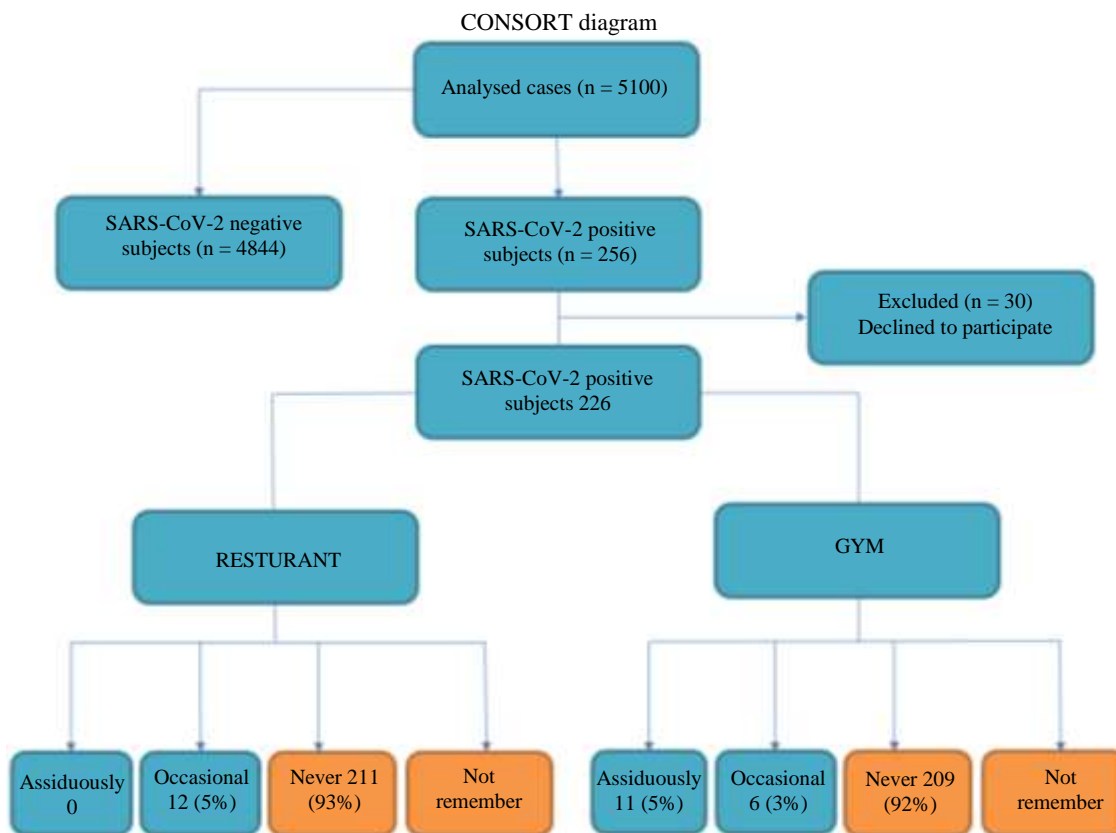 CONSORT diagram
Analysed cases (n = 5100)
SARS-CoV-2 negative
subjects (n = 4844)
SARS-CoV-2 positive
subjects (n = 256)
Excluded (n = 30)
Declined to participate
SARS-CoV-2 positive
subjects 226
RESTURANT
GYM
Assiduously
0
Occasional
12 (5%)
Never 211
(93%)
Not
remember
Assiduously
11 (5%)
Occasional
6 (3%)
Never 209
(92%)
Not
remember